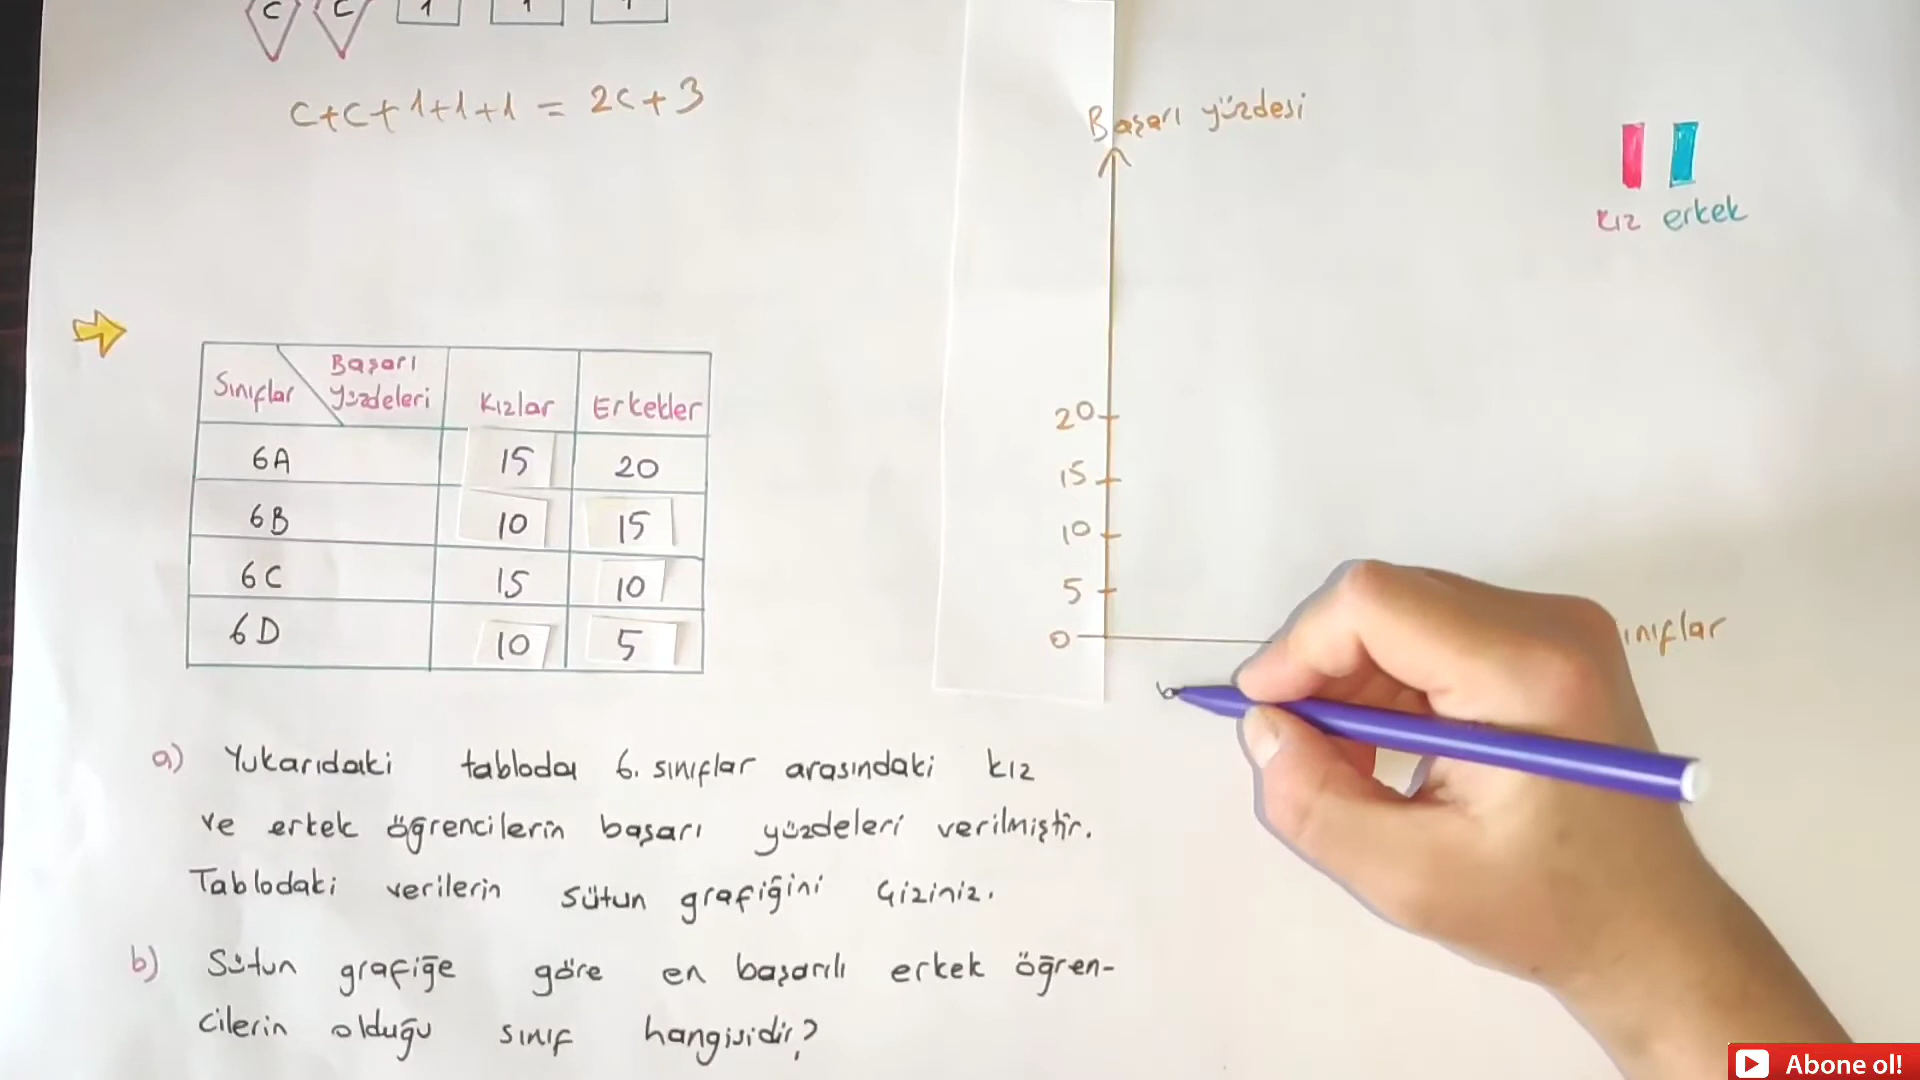 C C 1 1
C+C+1+1+1 = 2C+3
Başarı yüzdesi
kız erkek
Sınıflar Başarı yüzdeleri Kızlar Erkekler
6A 15 20
6B 10 15
6C 15 10
6D 10 5
20
15
10
5
0
ınıflar
a) Yukarıdaki tabloda 6. sınıflar arasındaki kız
ve erkek öğrencilerin başarı yüzdeleri verilmiştir.
Tablodaki verilerin sütun grafiğini çiziniz.
b) Sütun grafiğe göre en başarılı erkek öğren-
cilerin olduğu sınıf hangisidir?
Abone ol!